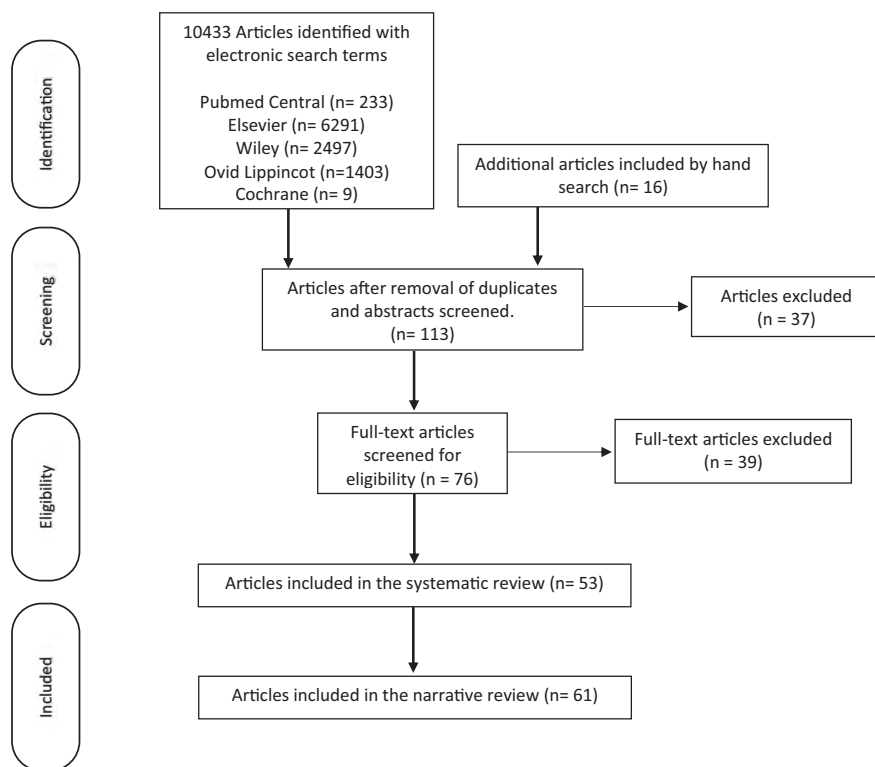 10433 Articles identified with
electronic search terms
Pubmed Central (n= 233)
Elsevier (n= 6291)
Wiley (n= 2497)
Ovid Lippincot (n=1403)
Cochrane (n= 9)
Additional articles included by hand
search (n= 16)
Identification
Articles after removal of duplicates
and abstracts screened.
(n= 113)
Articles excluded
(n = 37)
Screening
Full-text articles
screened for
eligibility (n = 76)
Full-text articles excluded
(n = 39)
Eligibility
Articles included in the systematic review (n= 53)
Articles included in the narrative review (n= 61)
Included